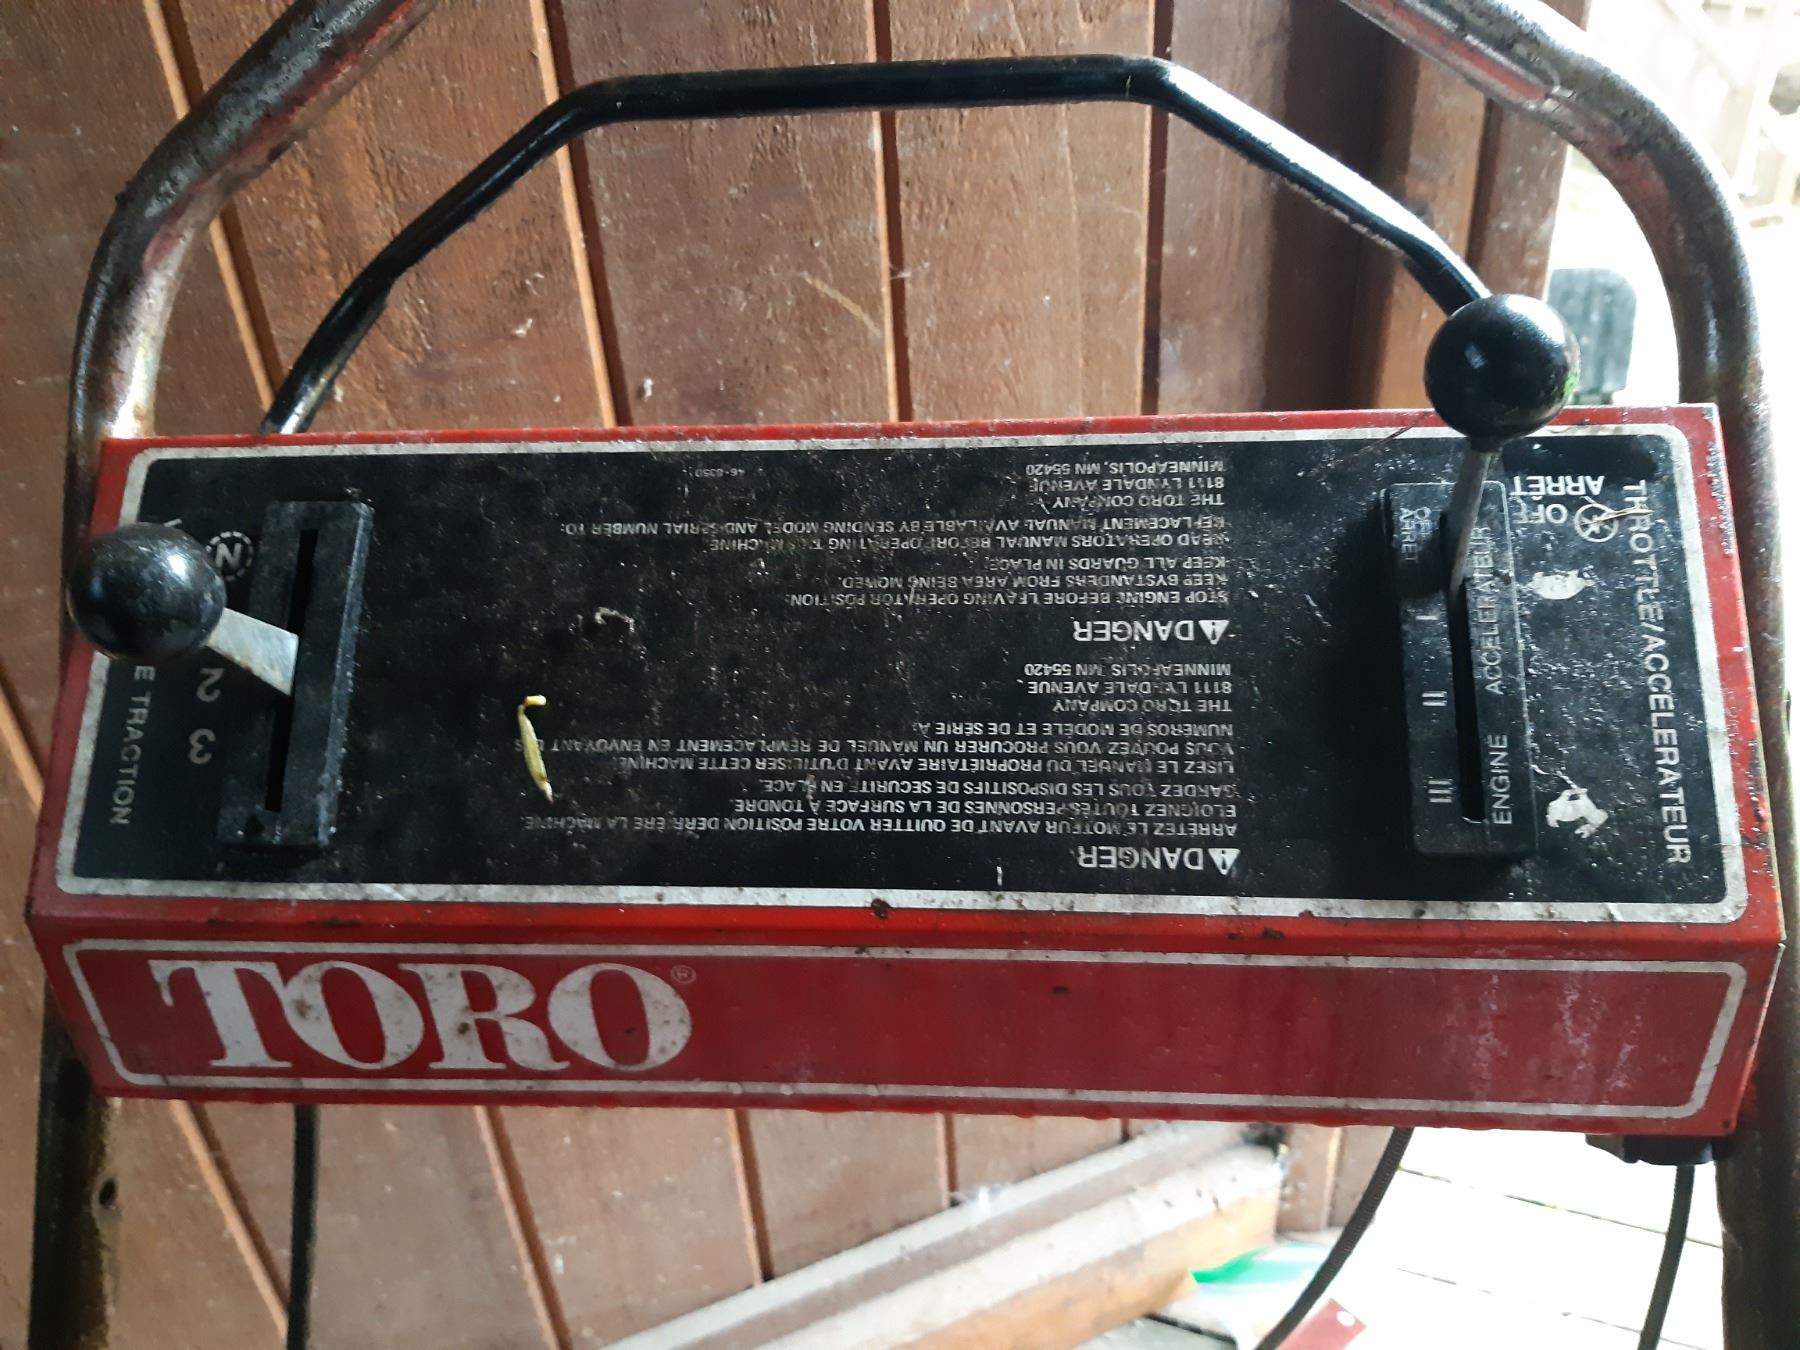 THROTTLE/ACCELERATEUR
OFF
ARRÊT
ENGINE ACCELERATEUR
III
II
I
OFF
ARRET
⚠ DANGER
ARRÊTEZ LE MOTEUR AVANT DE QUITTER VOTRE POSITION DERRIÈRE LA MACHINE.
ELOIGNEZ TOUTES PERSONNES DE LA SURFACE À TONDRE.
GARDEZ TOUS LES DISPOSITIFS DE SECURITE EN PLACE.
LISEZ LE MANUEL DU PROPRIÉTAIRE AVANT D'UTILISER CETTE MACHINE.
VOUS POUVEZ VOUS PROCURER UN MANUEL DE REMPLACEMENT EN ENVOYANT LES
NUMEROS DE MODÈLE ET DE SERIE À:
THE TORO COMPANY
8111 LYNDALE AVENUE
MINNEAPOLIS, MN 55420
⚠ DANGER
STOP ENGINE BEFORE LEAVING OPERATOR POSITION.
KEEP BYSTANDERS FROM AREA BEING MOWED.
KEEP ALL GUARDS IN PLACE.
READ OPERATORS MANUAL BEFORE OPERATING THIS MACHINE.
REPLACEMENT MANUAL AVAILABLE BY SENDING MODEL AND SERIAL NUMBER TO:
THE TORO COMPANY
8111 LYNDALE AVENUE
MINNEAPOLIS, MN 55420
3
2
N
TRACTION
TORO®